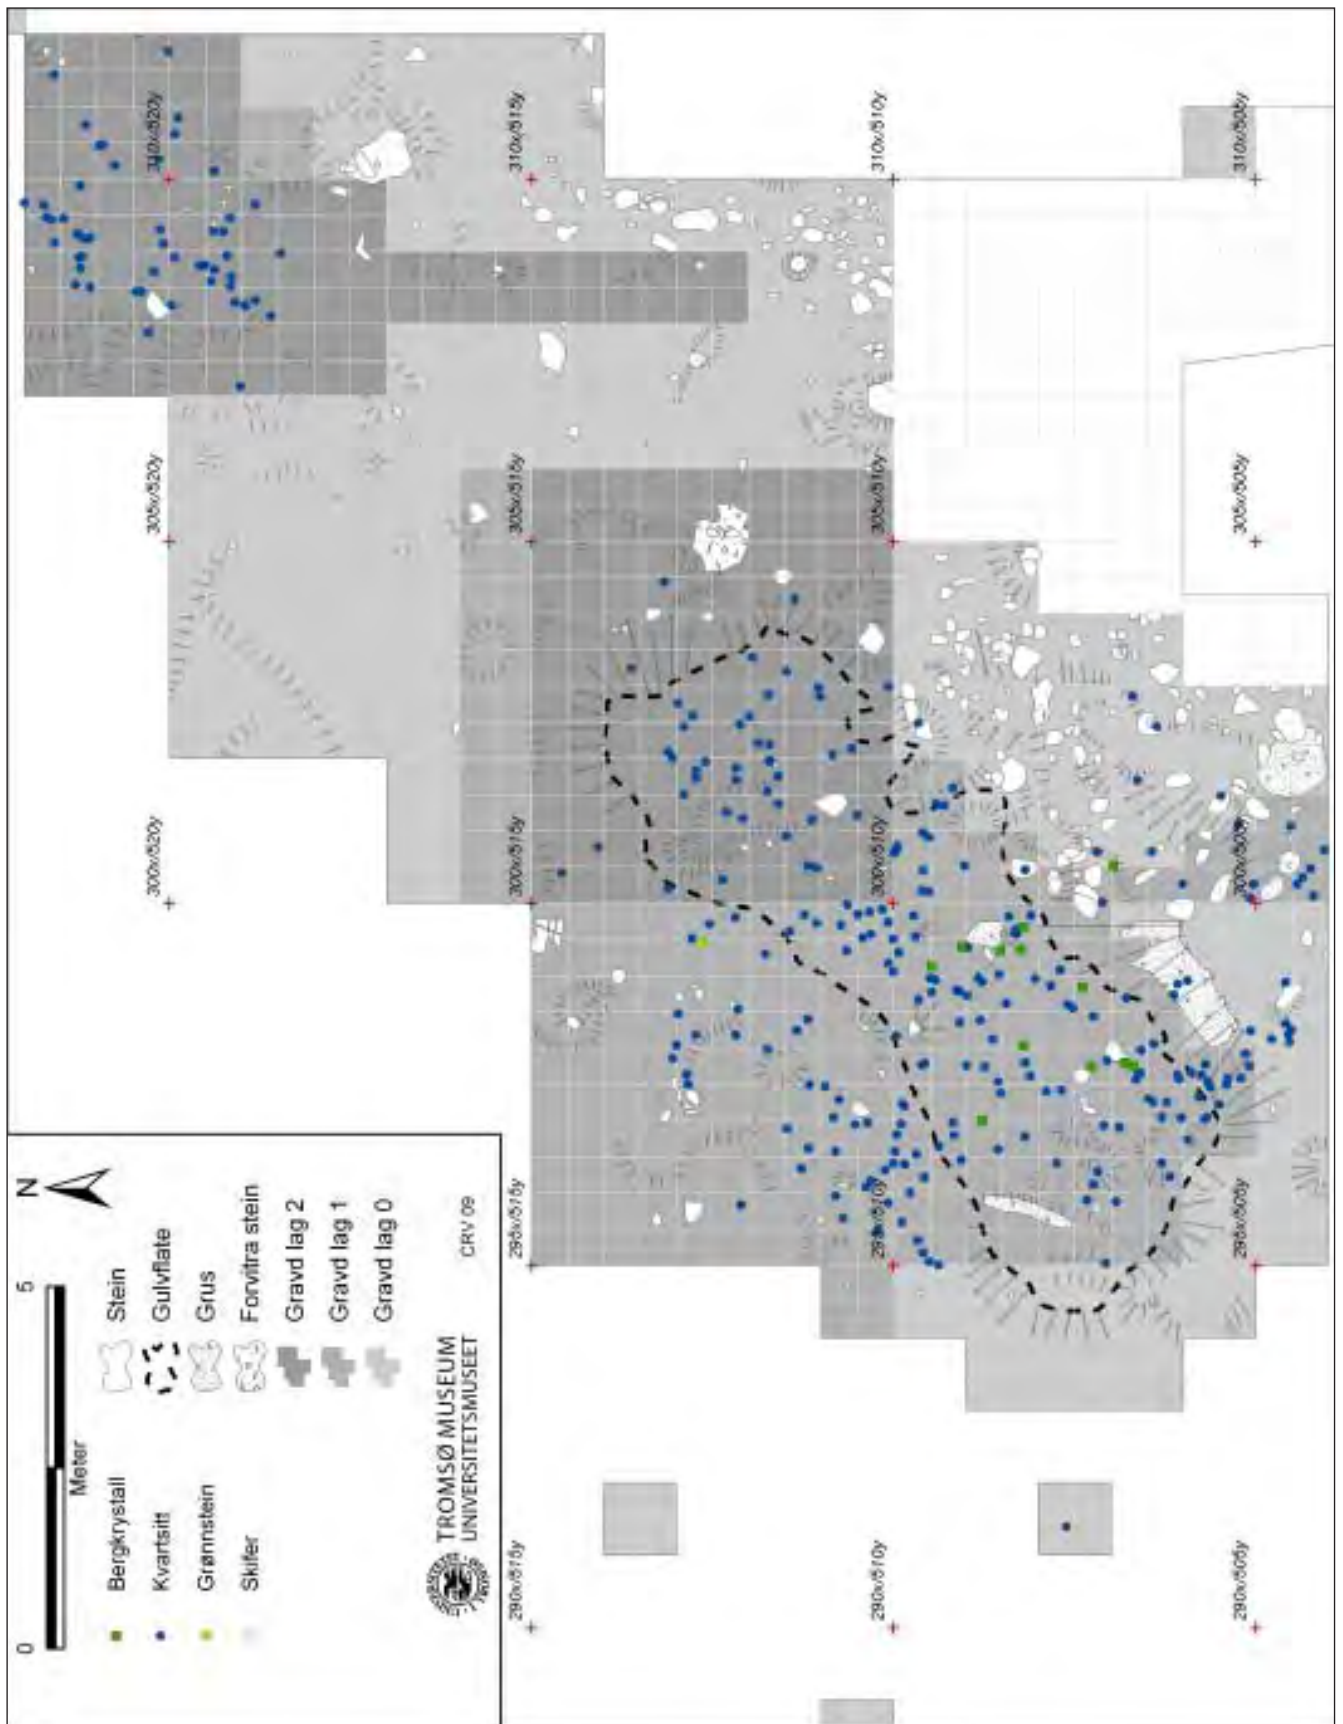 0 5
Meter
N
Bergkrystall
Kvartsitt
Grønnstein
Skifer
Stein
Gulvflate
Grus
Forvitra stein
Gravd lag 2
Gravd lag 1
Gravd lag 0
TROMSØ MUSEUM
UNIVERSITETSMUSEET
CRV 09
300x/520y 305x/520y 310x/520y
290x/515y 295x/515y 300x/515y 305x/515y 310x/515y
290x/510y 295x/510y 300x/510y 305x/510y 310x/510y
290x/505y 295x/505y 300x/505y 305x/505y 310x/505y